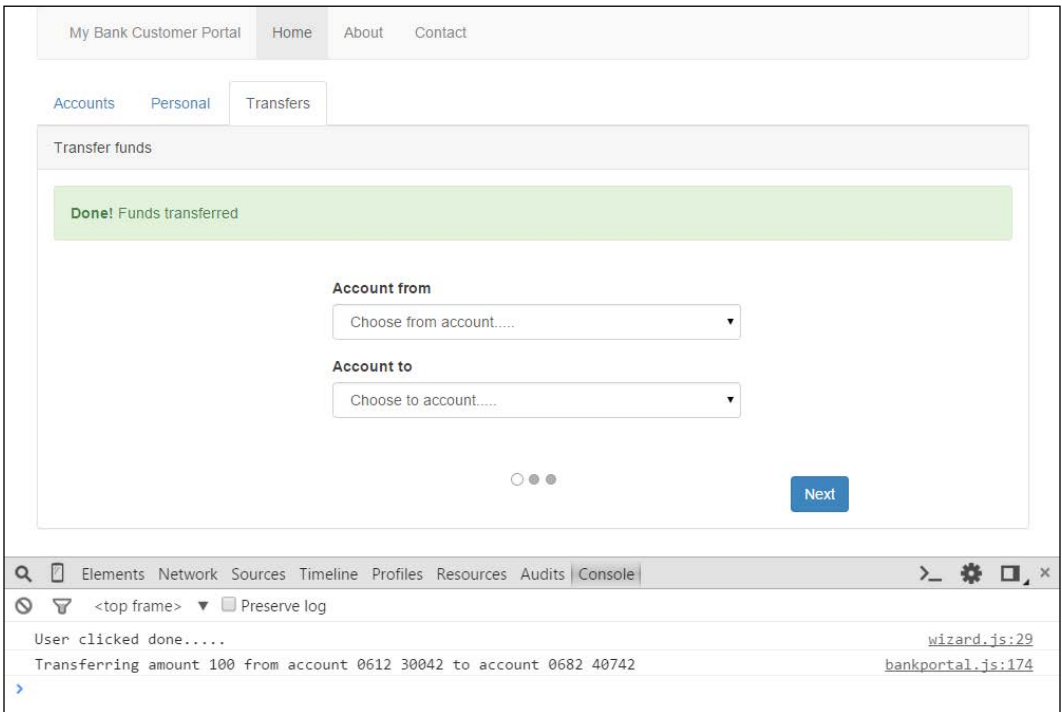 My Bank Customer Portal Home About Contact
Accounts Personal Transfers
Transfer funds
Done! Funds transferred
Account from
Choose from account.....
Account to
Choose to account.....
Next
Elements Network Sources Timeline Profiles Resources Audits Console
<top frame> Preserve log
User clicked done..... wizard.js:29
Transferring amount 100 from account 0612 30042 to account 0682 40742 bankportal.js:174